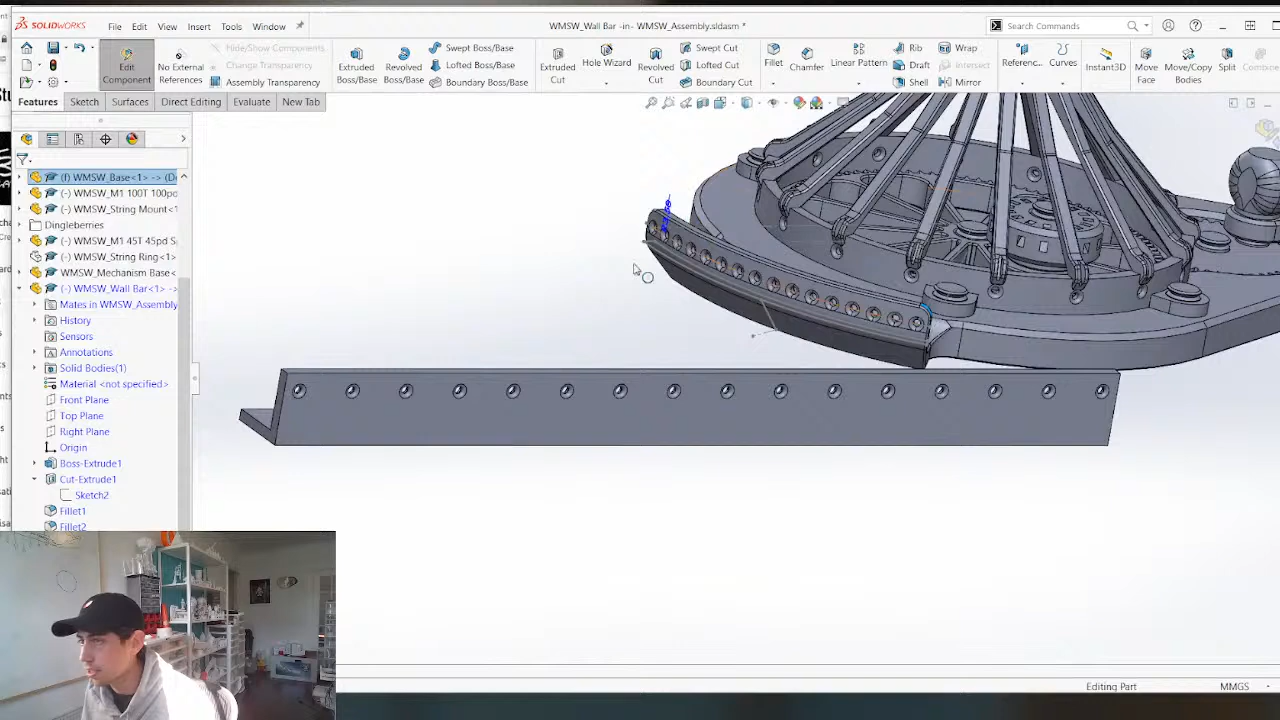 SOLIDWORKS File Edit View Insert Tools Window WMSW_Wall Bar -in- WMSW_Assembly.sldasm * Search Commands
Edit Component
No External References
Hide/Show Components
Change Transparency
Assembly Transparency
Extruded Boss/Base
Revolved Boss/Base
Swept Boss/Base
Lofted Boss/Base
Boundary Boss/Base
Extruded Cut
Hole Wizard
Revolved Cut
Swept Cut
Lofted Cut
Boundary Cut
Fillet
Chamfer
Linear Pattern
Rib
Draft
Shell
Wrap
Intersect
Mirror
Referenc...
Curves
Instant3D
Move Face
Move/Copy Bodies
Split
Combine
Features Sketch Surfaces Direct Editing Evaluate New Tab
(f) WMSW_Base<1> -> (De
(-) WMSW_M1 100T 100pd
(-) WMSW_String Mount<1
Dingleberries
(-) WMSW_M1 45T 45pd S
(-) WMSW_String Ring<1>
WMSW_Mechanism Base<
(-) WMSW_Wall Bar<1> ->
Mates in WMSW_Assembly
History
Sensors
Annotations
Solid Bodies(1)
Material <not specified>
Front Plane
Top Plane
Right Plane
Origin
Boss-Extrude1
Cut-Extrude1
Sketch2
Fillet1
Fillet2
Editing Part MMGS